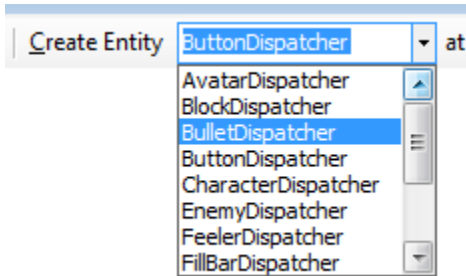 Create Entity ButtonDispatcher at
AvatarDispatcher
BlockDispatcher
BulletDispatcher
ButtonDispatcher
CharacterDispatcher
EnemyDispatcher
FeelerDispatcher
FillBarDispatcher